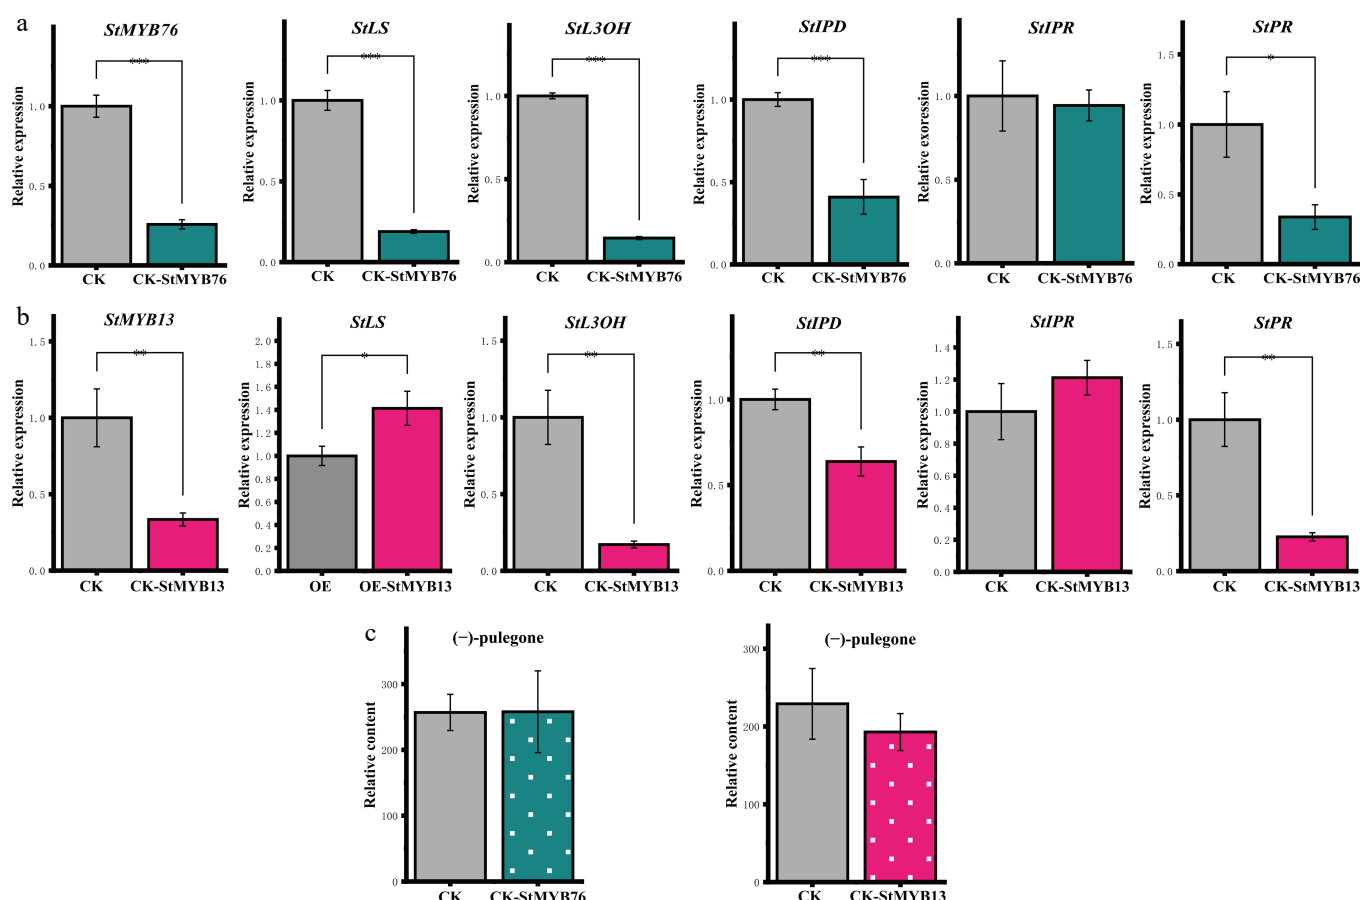 a
StMYB76
Relative expression
1.0
0.5
0.0
***
CK CK-StMYB76
StLS
Relative expression
1.0
0.5
0.0
***
CK CK-StMYB76
StL3OH
Relative expression
1.0
0.5
0.0
***
CK CK-StMYB76
StIPD
Relative expression
1.0
0.5
0.0
***
CK CK-StMYB76
StIPR
Relative exoression
1.0
0.5
0.0
CK CK-StMYB76
StPR
Relative expression
1.5
1.0
0.5
0.0
*
CK CK-StMYB76
b
StMYB13
Relative expression
1.5
1.0
0.5
0.0
**
CK CK-StMYB13
StLS
Relative expression
2.0
1.8
1.6
1.4
1.2
1.0
0.8
0.6
0.4
0.2
0.0
*
OE OE-StMYB13
StL3OH
Relative expression
1.5
1.0
0.5
0.0
**
CK CK-StMYB13
StIPD
Relative expression
1.0
0.5
0.0
**
CK CK-StMYB13
StIPR
Relative expression
1.4
1.2
1.0
0.8
0.6
0.4
0.2
0.0
CK CK-StMYB13
StPR
Relative expression
1.5
1.0
0.5
0.0
**
CK CK-StMYB13
c
(−)-pulegone
Relative content
300
200
100
0
CK CK-StMYB76
(−)-pulegone
Relative content
300
200
100
0
CK CK-StMYB13